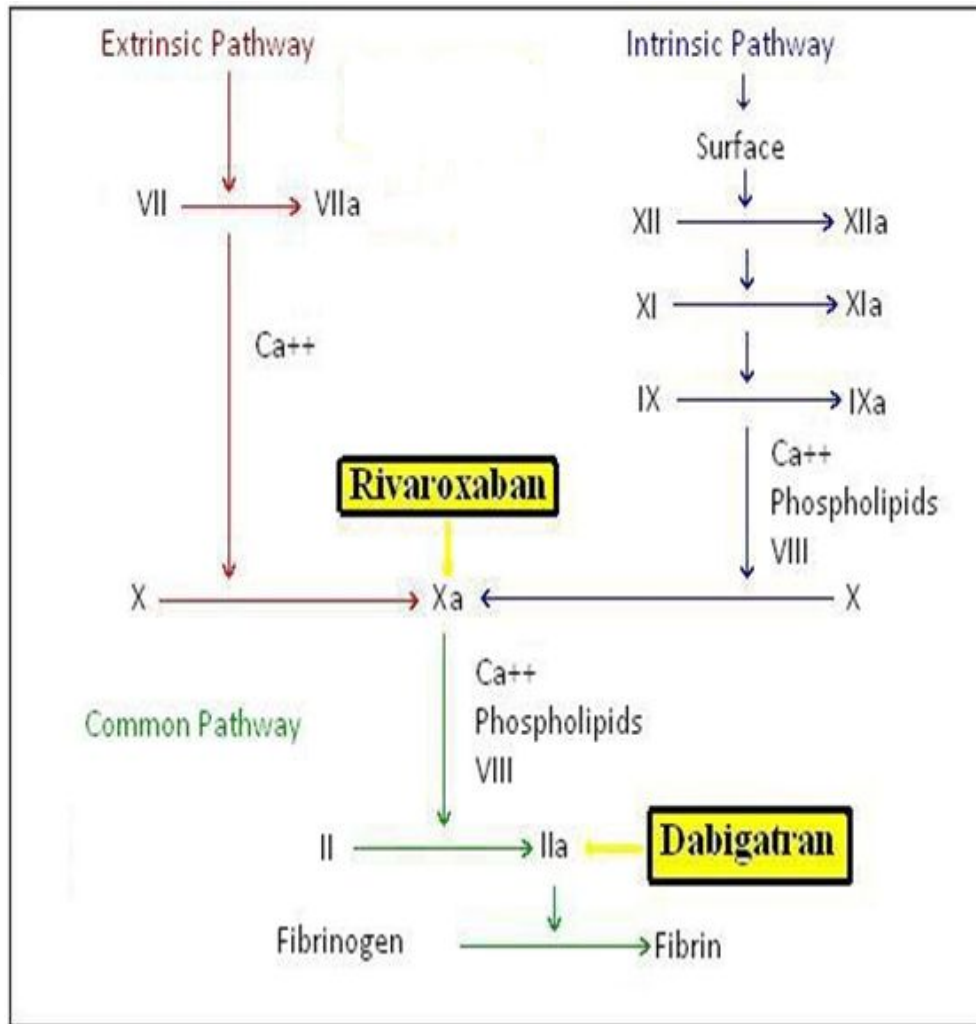 Extrinsic Pathway
Intrinsic Pathway
Surface
VII
VIIa
XII
XIIa
XI
XIa
Ca++
IX
IXa
Ca++
Phospholipids
VIII
Rivaroxaban
X
Xa
X
Ca++
Phospholipids
VIII
Common Pathway
II
IIa
Dabigatran
Fibrinogen
Fibrin